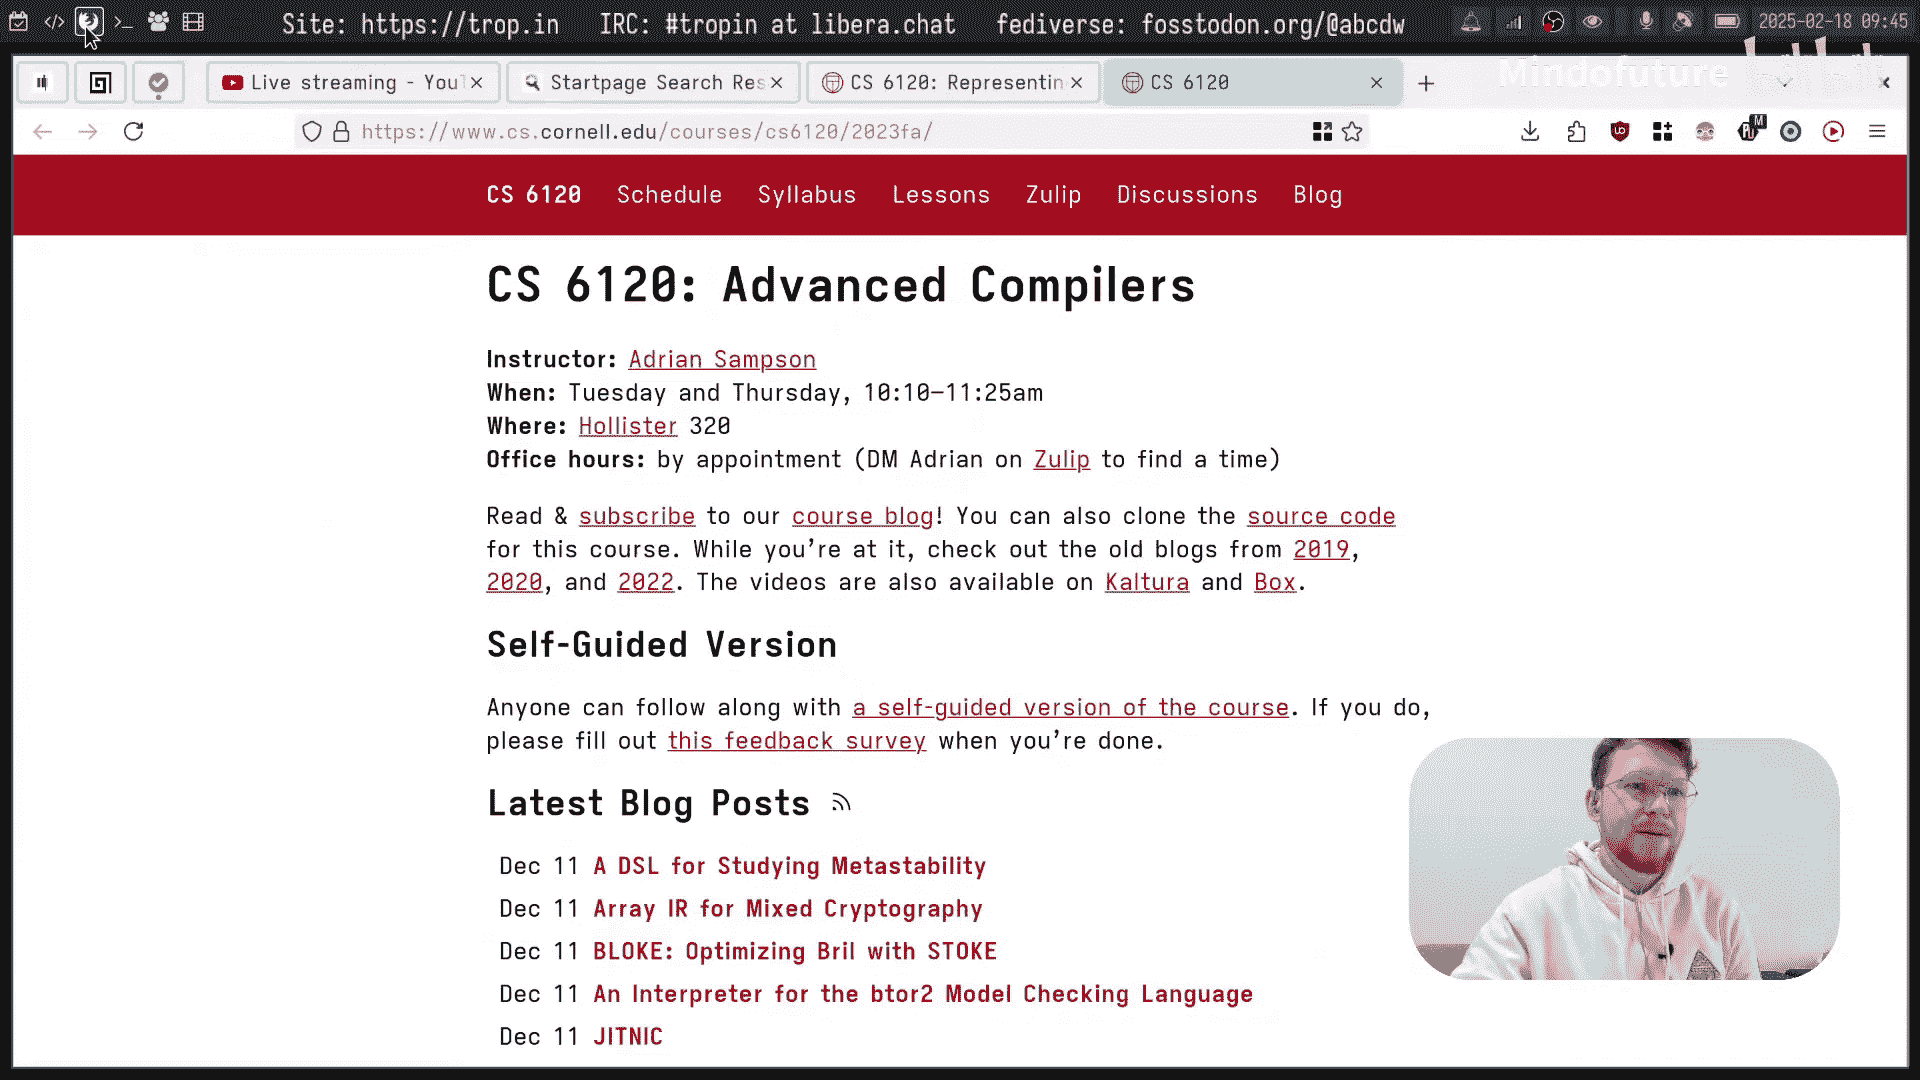 Site: https://trop.in IRC: #tropin at libera.chat fediverse: fosstodon.org/@abcdw
2025-02-18 09:45
Mindofuture
Live streaming - You
Startpage Search Res
CS 6120: Representin
CS 6120
https://www.cs.cornell.edu/courses/cs6120/2023fa/
M
CS 6120 Schedule Syllabus Lessons Zulip Discussions Blog
CS 6120: Advanced Compilers
Instructor: Adrian Sampson
When: Tuesday and Thursday, 10:10–11:25am
Where: Hollister 320
Office hours: by appointment (DM Adrian on Zulip to find a time)
Read & subscribe to our course blog! You can also clone the source code
for this course. While you’re at it, check out the old blogs from 2019,
2020, and 2022. The videos are also available on Kaltura and Box.
Self-Guided Version
Anyone can follow along with a self-guided version of the course. If you do,
please fill out this feedback survey when you’re done.
Latest Blog Posts
Dec 11 A DSL for Studying Metastability
Dec 11 Array IR for Mixed Cryptography
Dec 11 BLOKE: Optimizing Bril with STOKE
Dec 11 An Interpreter for the btor2 Model Checking Language
Dec 11 JITNIC